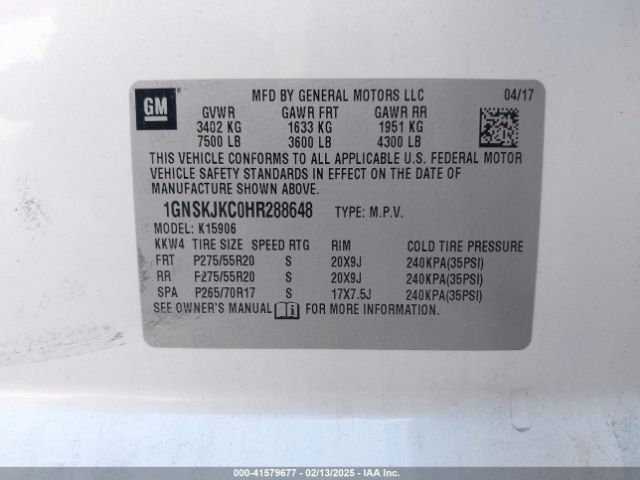 GM
MFD BY GENERAL MOTORS LLC 04/17
GVWR GAWR FRT GAWR RR
3402 KG 1633 KG 1951 KG
7500 LB 3600 LB 4300 LB
THIS VEHICLE CONFORMS TO ALL APPLICABLE U.S. FEDERAL MOTOR
VEHICLE SAFETY STANDARDS IN EFFECT ON THE DATE OF
MANUFACTURE SHOWN ABOVE.
1GNSKJKC0HR288648 TYPE: M.P.V.
MODEL: K15906
KKW4 TIRE SIZE SPEED RTG RIM COLD TIRE PRESSURE
FRT P275/55R20 S 20X9J 240KPA(35PSI)
RR P275/55R20 S 20X9J 240KPA(35PSI)
SPA P265/70R17 S 17X7.5J 240KPA(35PSI)
SEE OWNER'S MANUAL FOR MORE INFORMATION.
000-41579677 - 02/13/2025 - IAA Inc.